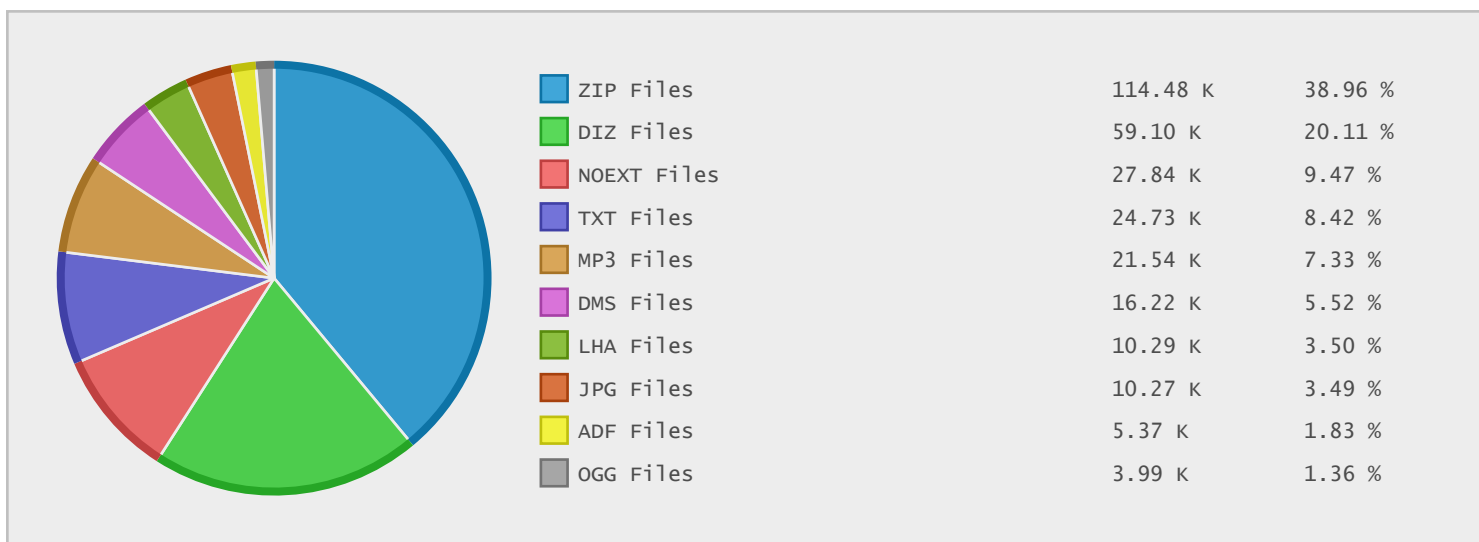 ZIP Files 114.48 K 38.96 %
DIZ Files 59.10 K 20.11 %
NOEXT Files 27.84 K 9.47 %
TXT Files 24.73 K 8.42 %
MP3 Files 21.54 K 7.33 %
DMS Files 16.22 K 5.52 %
LHA Files 10.29 K 3.50 %
JPG Files 10.27 K 3.49 %
ADF Files 5.37 K 1.83 %
OGG Files 3.99 K 1.36 %